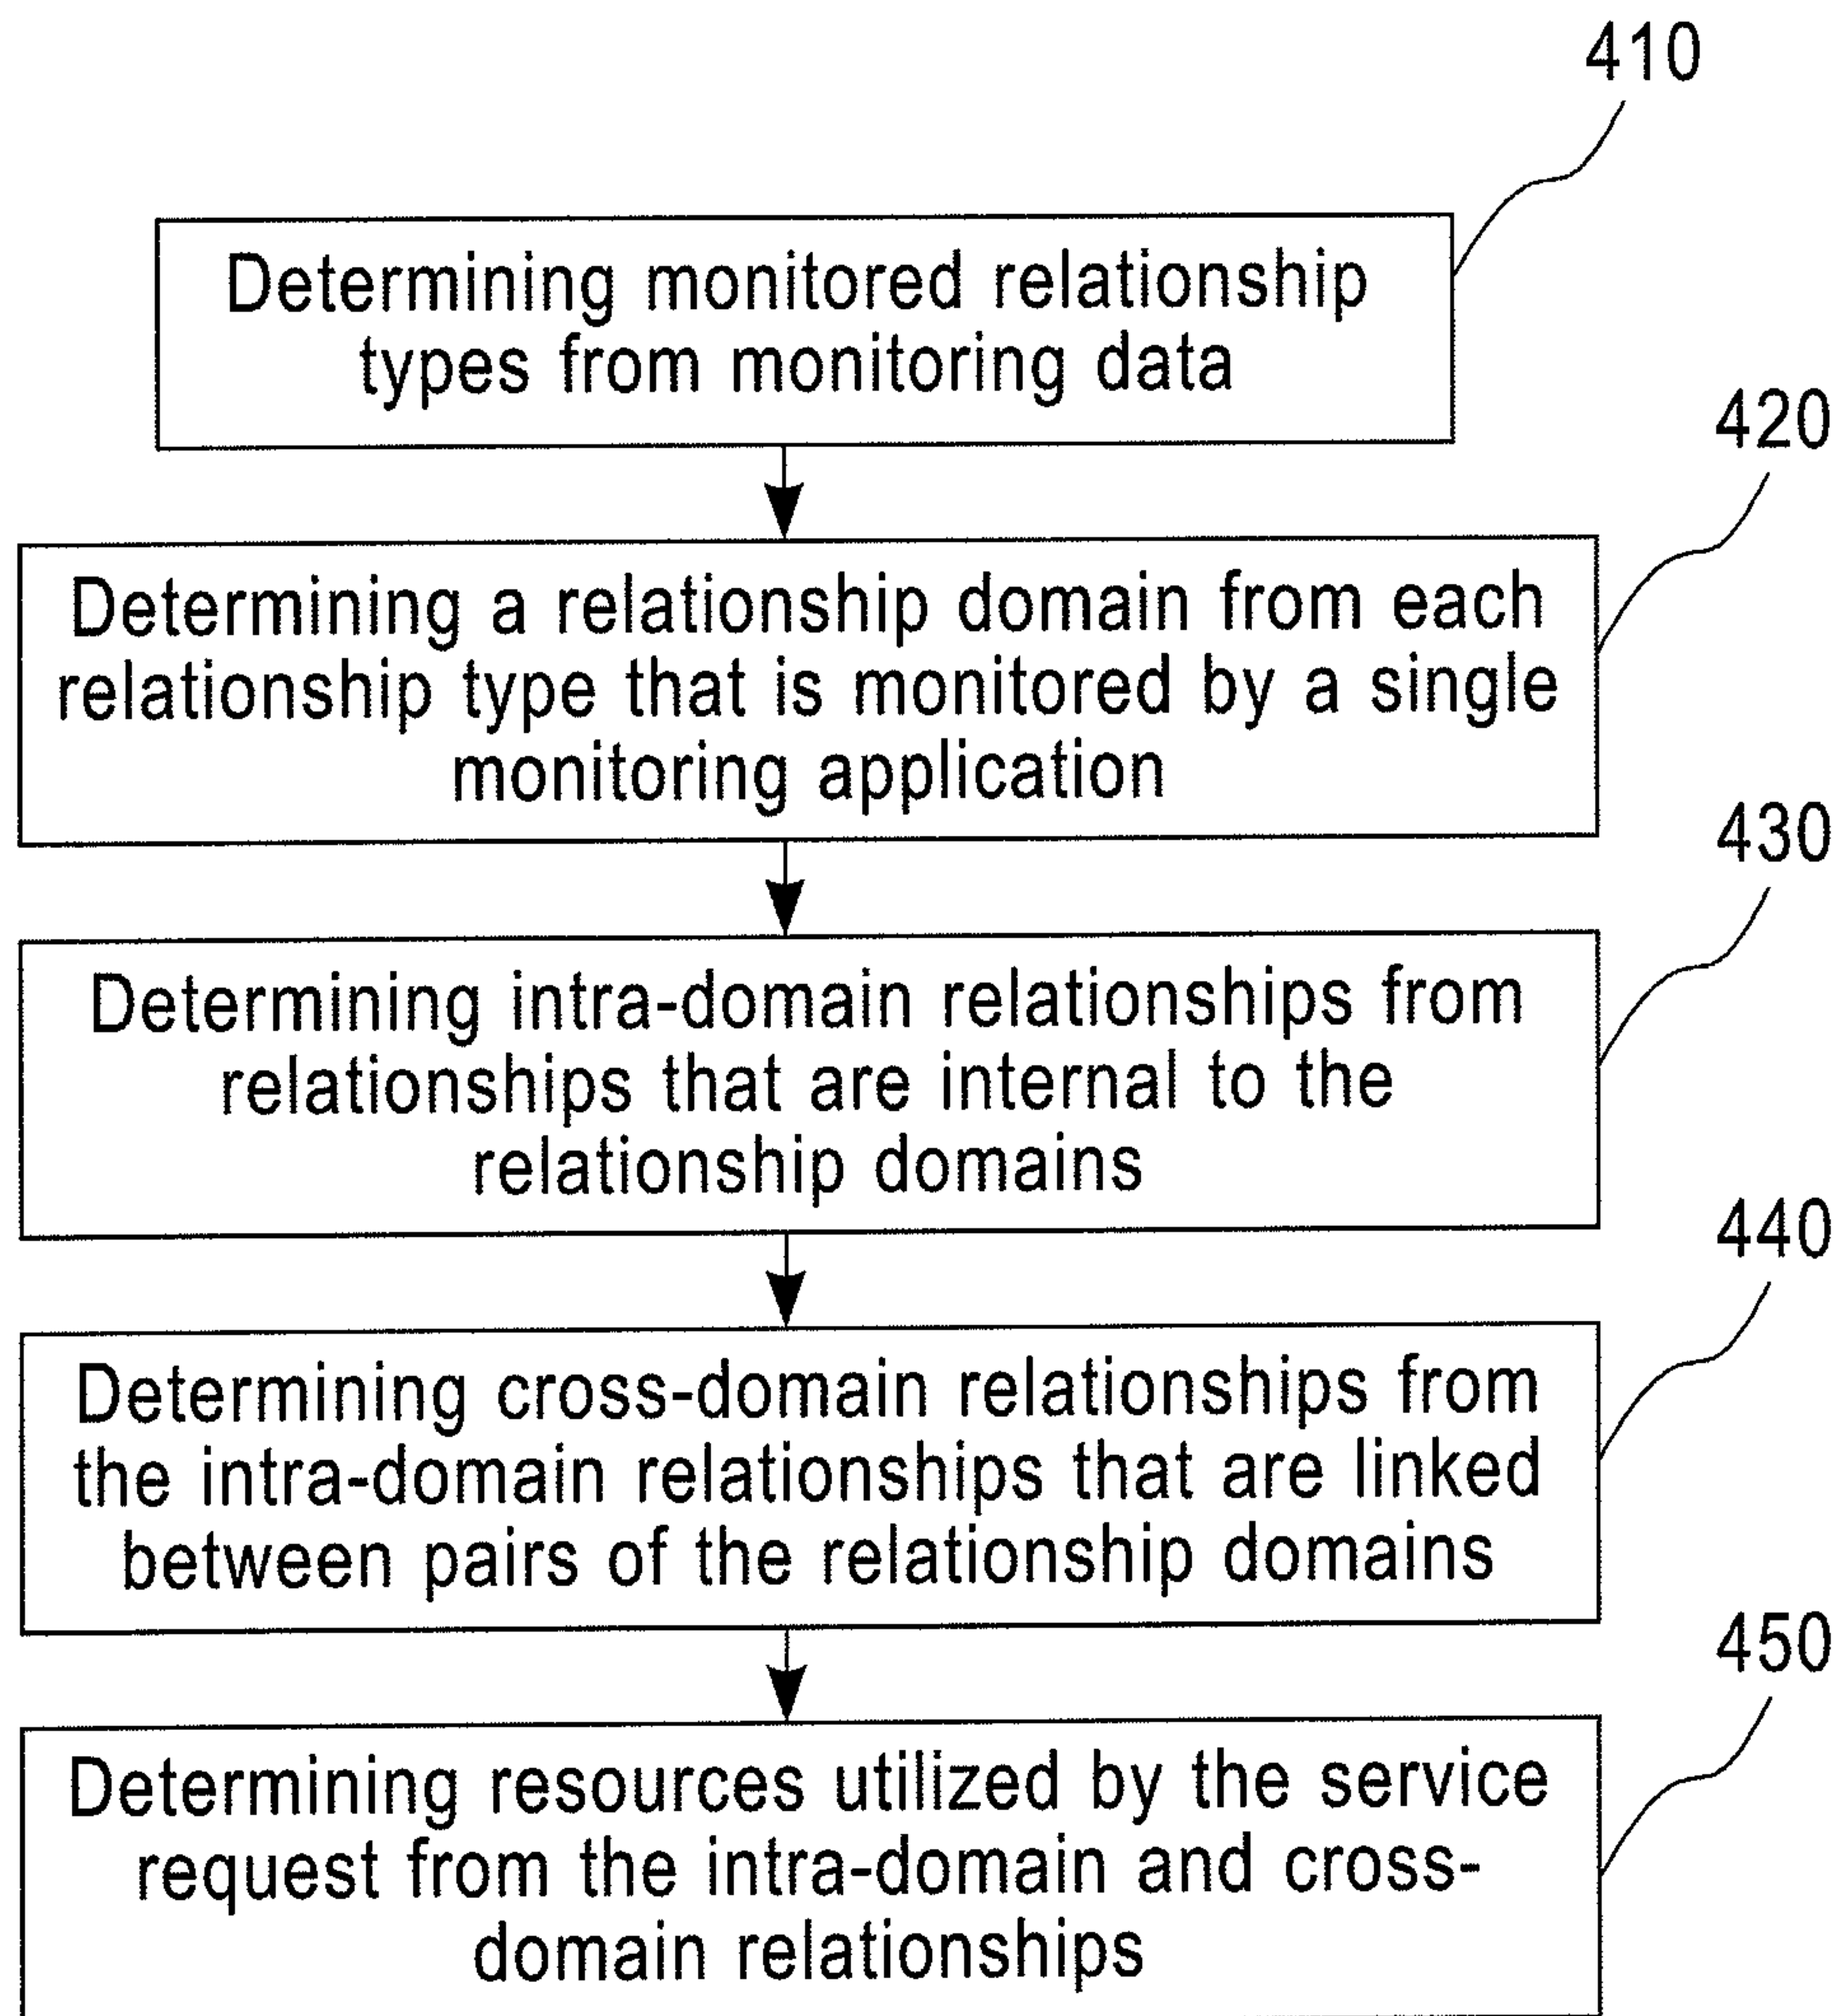 410
Determining monitored relationship
types from monitoring data
420
Determining a relationship domain from each
relationship type that is monitored by a single
monitoring application
430
Determining intra-domain relationships from
relationships that are internal to the
relationship domains
440
Determining cross-domain relationships from
the intra-domain relationships that are linked
between pairs of the relationship domains
450
Determining resources utilized by the service
request from the intra-domain and cross-
domain relationships